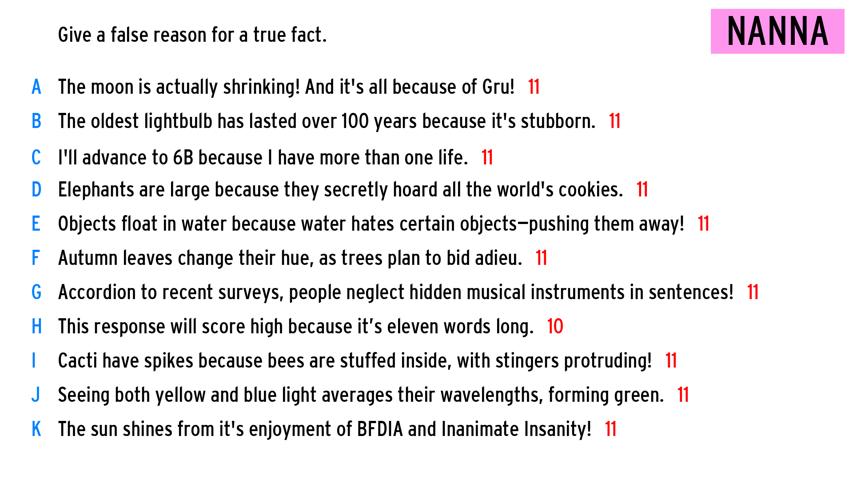 Give a false reason for a true fact.
NANNA
A The moon is actually shrinking! And it's all because of Gru! 11
B The oldest lightbulb has lasted over 100 years because it's stubborn. 11
C I'll advance to 6B because I have more than one life. 11
D Elephants are large because they secretly hoard all the world's cookies. 11
E Objects float in water because water hates certain objects—pushing them away! 11
F Autumn leaves change their hue, as trees plan to bid adieu. 11
G Accordion to recent surveys, people neglect hidden musical instruments in sentences! 11
H This response will score high because it’s eleven words long. 10
I Cacti have spikes because bees are stuffed inside, with stingers protruding! 11
J Seeing both yellow and blue light averages their wavelengths, forming green. 11
K The sun shines from it's enjoyment of BFDIA and Inanimate Insanity! 11